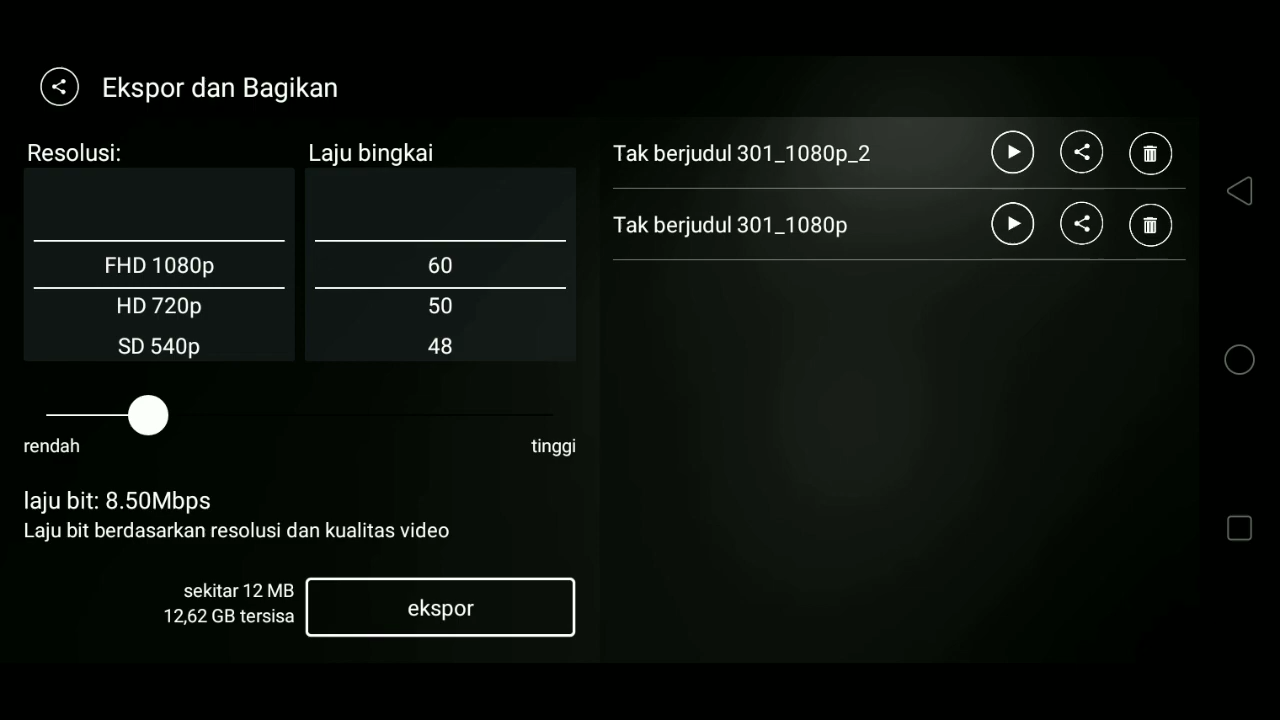 Ekspor dan Bagikan
Resolusi:
Laju bingkai
FHD 1080p
HD 720p
SD 540p
60
50
48
rendah
tinggi
laju bit: 8.50Mbps
Laju bit berdasarkan resolusi dan kualitas video
sekitar 12 MB
12,62 GB tersisa
ekspor
Tak berjudul 301_1080p_2
Tak berjudul 301_1080p